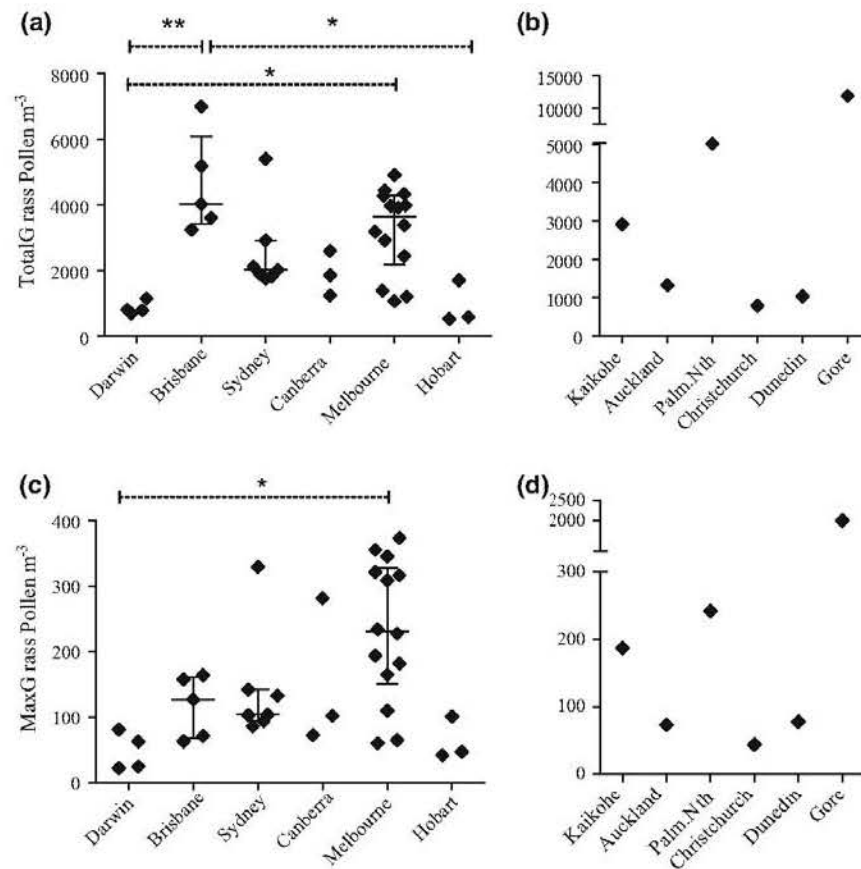 (a)
** *
*
TotalG rass Pollen m-3
8000
6000
4000
2000
0
Darwin
Brisbane
Sydney
Canberra
Melbourne
Hobart
(b)
15000
10000
5000
4000
3000
2000
1000
0
Kaikohe
Auckland
Palm.N th
Christchurch
Dunedin
Gore
(c)
*
MaxG rass Pollen m-3
400
300
200
100
0
Darwin
Brisbane
Sydney
Canberra
Melbourne
Hobart
(d)
2500
2000
300
200
100
0
Kaikohe
Auckland
Palm.N th
Christchurch
Dunedin
Gore